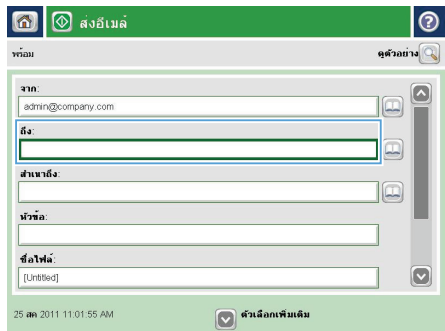 ส่งอีเมล์
พร้อม
ดูตัวอย่าง
จาก:
admin@company.com
ถึง:
สำเนาถึง:
หัวข้อ:
ชื่อไฟล์:
[Untitled]
25 สค 2011 11:01:55 AM
ตัวเลือกเพิ่มเติม